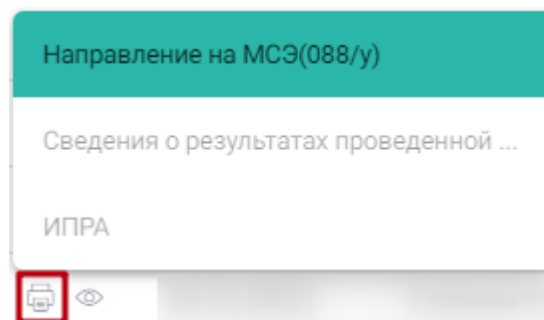 Направление на МСЭ(088/у)
Сведения о результатах проведенной ...
ИПРА